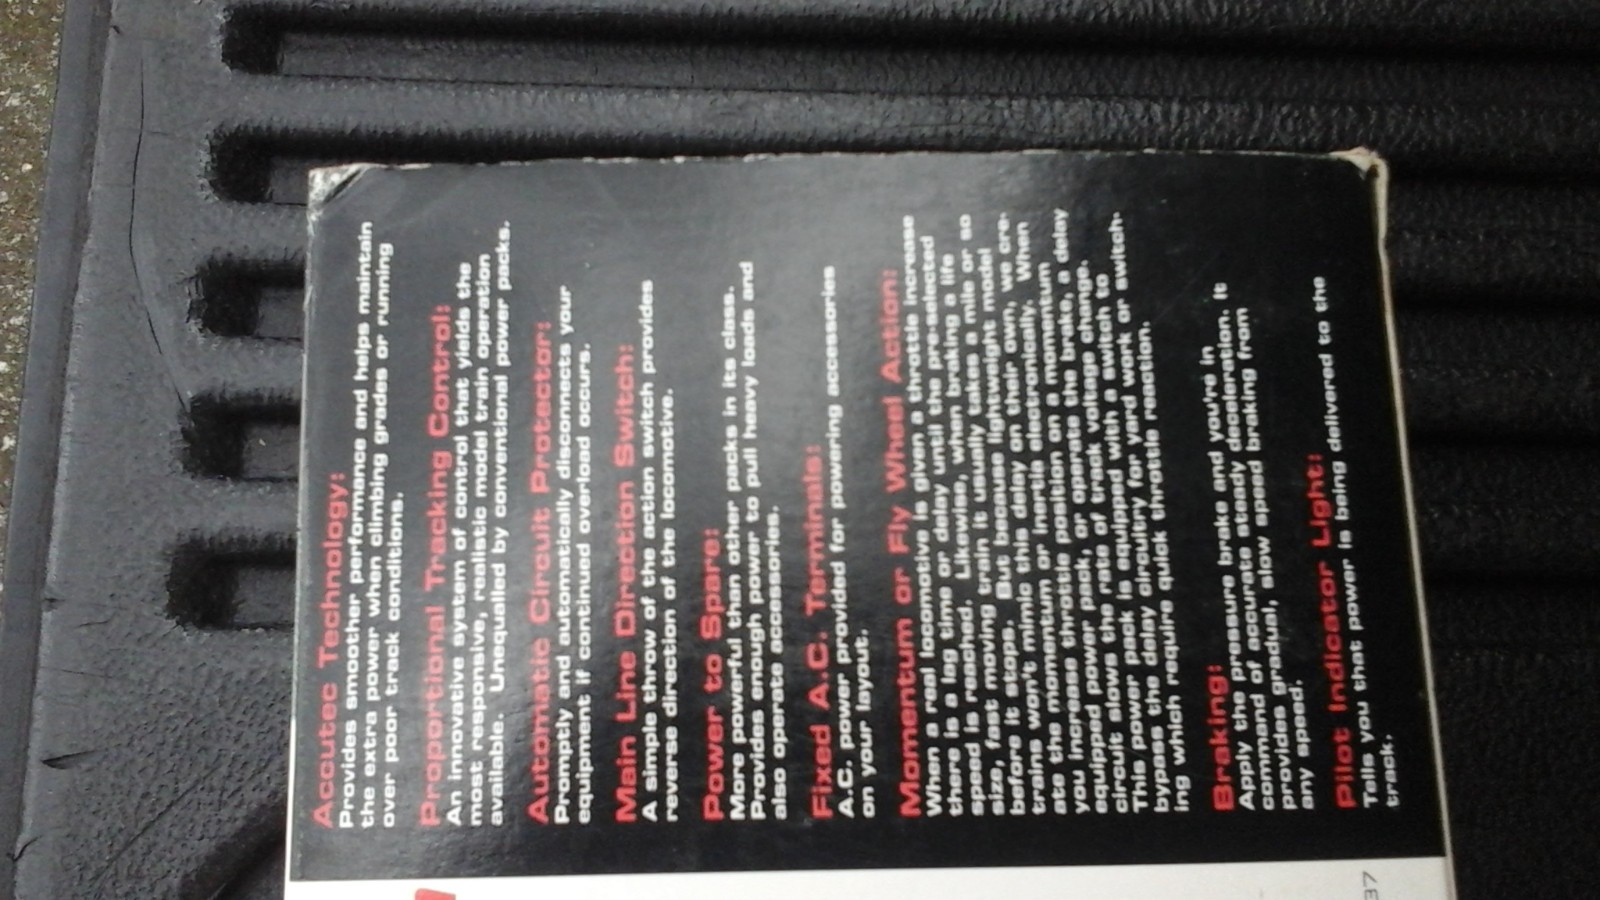 Accutec Technology:
Provides smoother performance and helps maintain
the extra power when climbing grades or running
over poor track conditions.
Proportional Tracking Control:
An innovative system of control that yields the
most responsive, realistic model train operation
available. Unequalled by conventional power packs.
Automatic Circuit Protector:
Promptly and automatically disconnects your
equipment if continued overload occurs.
Main Line Direction Switch:
A simple throw of the action switch provides
reverse direction of the locomotive.
Power to Spare:
More powerful than other packs in its class.
Provides enough power to pull heavy loads and
also operate accessories.
Fixed A.C. Terminals:
A.C. power provided for powering accessories
on your layout.
Momentum or Fly Wheel Action:
When a real locomotive is given a throttle increase
there is a lag time or delay until the pre-selected
speed is reached. Likewise, when braking a life
size, fast moving train it usually takes a mile or so
before it stops. But because lightweight model
trains won't mimic this delay on their own, we cre-
ate the momentum or inertia electronically. When
you increase throttle position on a momentum
equipped power pack, or operate the brake, a delay
circuit slows the rate of track voltage change.
This power pack is equipped with a switch to
bypass the delay circuitry for yard work or switch-
ing which require quick throttle reaction.
Braking:
Apply the pressure brake and you're in
command of accurate steady deceleration. It
provides gradual, slow speed braking from
any speed.
Pilot Indicator Light:
Tells you that power is being delivered to the
track.
37